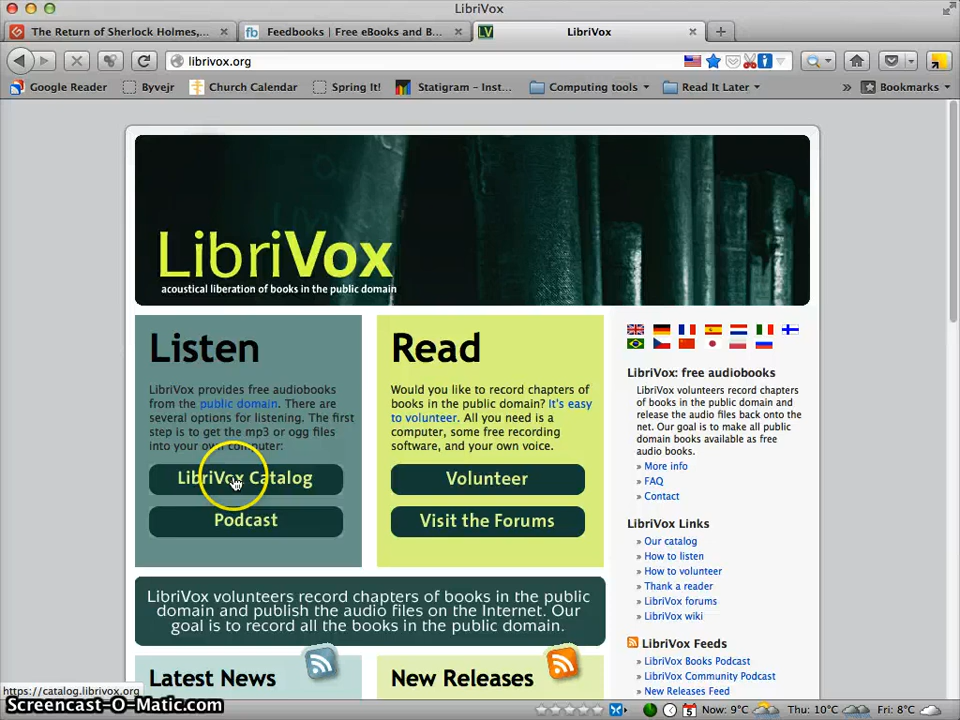 LibriVox
The Return of Sherlock Holmes,...
Feedbooks | Free eBooks and B...
LibriVox
librivox.org
Google Reader
Byvejr
Church Calendar
Spring It!
Statigram – Inst...
Computing tools
Read It Later
»
Bookmarks
LibriVox
acoustical liberation of books in the public domain
Listen
LibriVox provides free audiobooks
from the public domain. There are
several options for listening. The first
step is to get the mp3 or ogg files
into your own computer:
LibriVox Catalog
Podcast
Read
Would you like to record chapters of
books in the public domain? It's easy
to volunteer. All you need is a
computer, some free recording
software, and your own voice.
Volunteer
Visit the Forums
LibriVox: free audiobooks
LibriVox volunteers record chapters
of books in the public domain and
release the audio files back onto the
net. Our goal is to make all public
domain books available as free
audio books.
» More info
» FAQ
» Contact
LibriVox Links
» Our catalog
» How to listen
» How to volunteer
» Thank a reader
» LibriVox forums
» LibriVox wiki
LibriVox Feeds
» LibriVox Books Podcast
» LibriVox Community Podcast
» New Releases Feed
LibriVox volunteers record chapters of books in the public
domain and publish the audio files on the Internet. Our
goal is to record all the books in the public domain.
Latest News
New Releases
https://catalog.librivox.org
Screencast-O-Matic.com
5
Now: 9°C
Thu: 10°C
Fri: 8°C